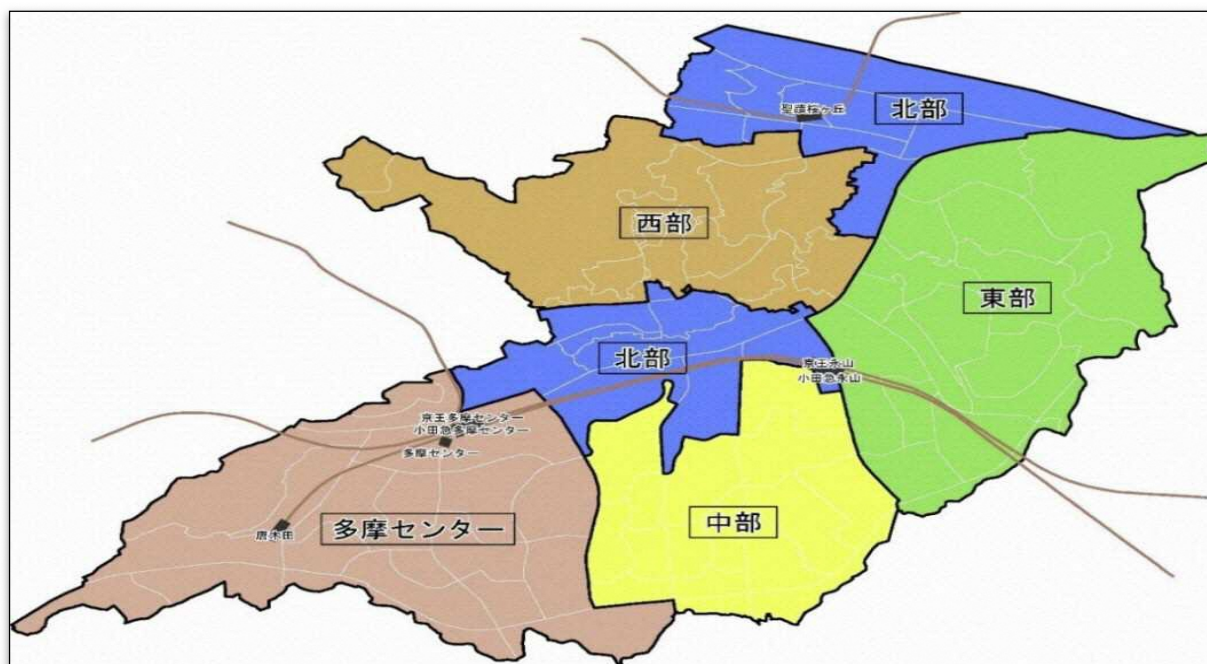 聖蹟桜ヶ丘
北部
西部
東部
北部
京王永山
小田急永山
京王多摩センター
小田急多摩センター
多摩センター
唐木田
多摩センター
中部